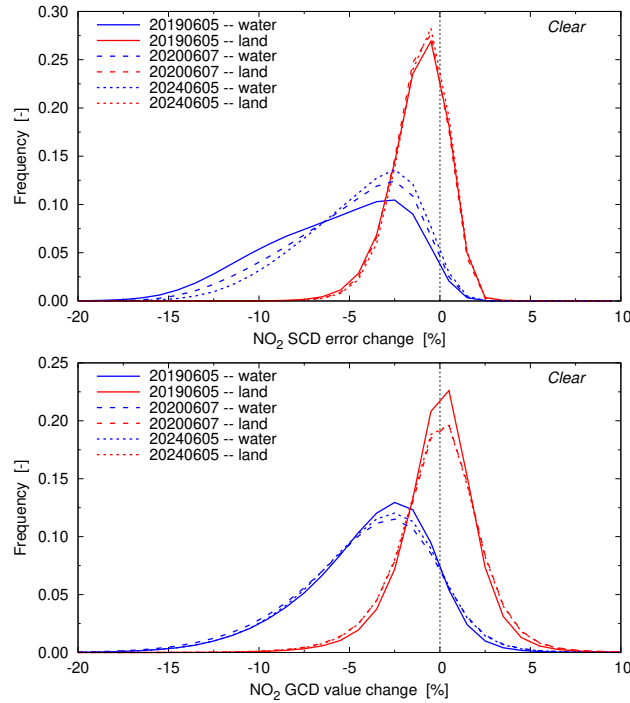 0.30
0.25
0.20
0.15
0.10
0.05
0.00
Frequency [-]
20190605 -- water
20190605 -- land
20200607 -- water
20200607 -- land
20240605 -- water
20240605 -- land
Clear
-20 -15 -10 -5 0 5 10
NO₂ SCD error change [%]
0.25
0.20
0.15
0.10
0.05
0.00
Frequency [-]
20190605 -- water
20190605 -- land
20200607 -- water
20200607 -- land
20240605 -- water
20240605 -- land
Clear
-20 -15 -10 -5 0 5 10
NO₂ GCD value change [%]